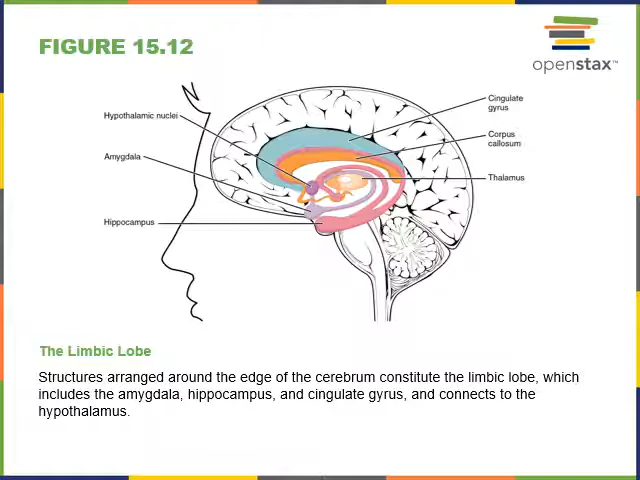 FIGURE 15.12
openstax™
Hypothalamic nuclei
Amygdala
Hippocampus
Cingulate
gyrus
Corpus
callosum
Thalamus
The Limbic Lobe
Structures arranged around the edge of the cerebrum constitute the limbic lobe, which
includes the amygdala, hippocampus, and cingulate gyrus, and connects to the
hypothalamus.